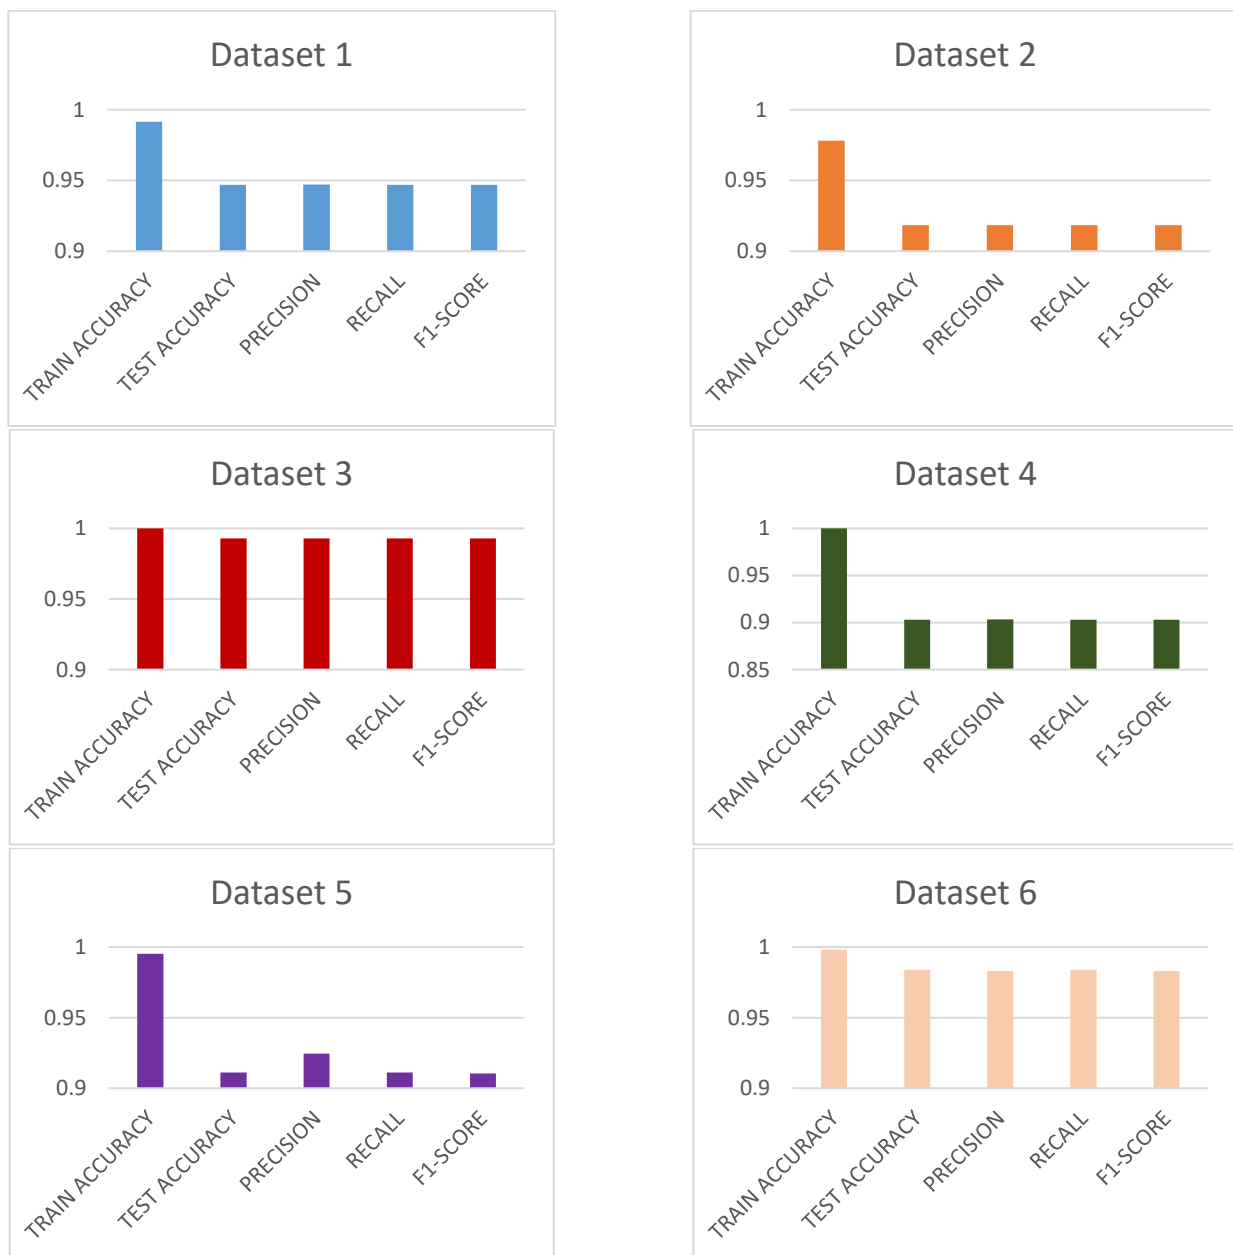 Dataset 1
1
0.95
0.9
TRAIN ACCURACY
TEST ACCURACY
PRECISION
RECALL
F1-SCORE
Dataset 2
1
0.95
0.9
TRAIN ACCURACY
TEST ACCURACY
PRECISION
RECALL
F1-SCORE
Dataset 3
1
0.95
0.9
TRAIN ACCURACY
TEST ACCURACY
PRECISION
RECALL
F1-SCORE
Dataset 4
1
0.95
0.9
0.85
TRAIN ACCURACY
TEST ACCURACY
PRECISION
RECALL
F1-SCORE
Dataset 5
1
0.95
0.9
TRAIN ACCURACY
TEST ACCURACY
PRECISION
RECALL
F1-SCORE
Dataset 6
1
0.95
0.9
TRAIN ACCURACY
TEST ACCURACY
PRECISION
RECALL
F1-SCORE